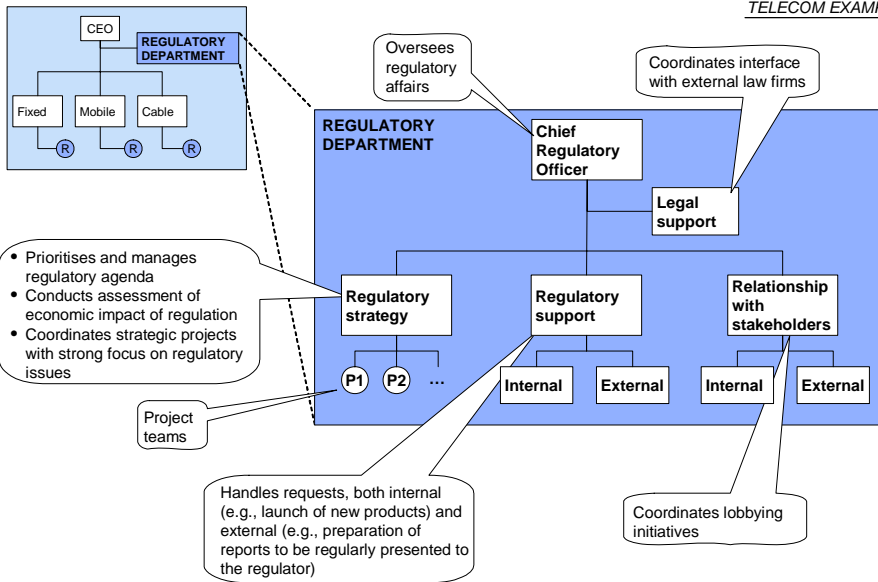 TELECOM EXAM
CEO
REGULATORY
DEPARTMENT
Fixed
Mobile
Cable
R
R
R
Oversees
regulatory
affairs
Coordinates interface
with external law firms
REGULATORY
DEPARTMENT
Chief
Regulatory
Officer
Legal
support
• Prioritises and manages
regulatory agenda
• Conducts assessment of
economic impact of regulation
• Coordinates strategic projects
with strong focus on regulatory
issues
Regulatory
strategy
Regulatory
support
Relationship
with
stakeholders
P1
P2
...
Internal
External
Internal
External
Project
teams
Handles requests, both internal
(e.g., launch of new products) and
external (e.g., preparation of
reports to be regularly presented to
the regulator)
Coordinates lobbying
initiatives